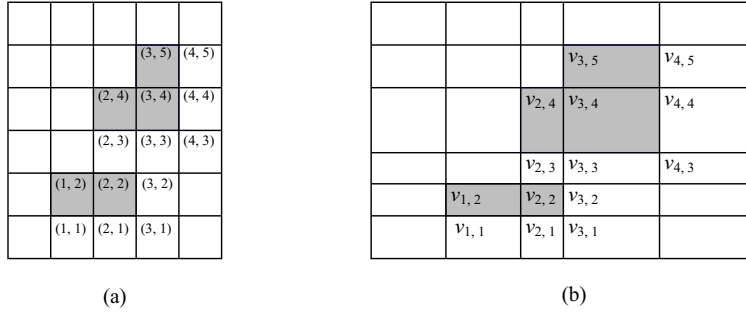 (3, 5) (4, 5)
(2, 4) (3, 4) (4, 4)
(2, 3) (3, 3) (4, 3)
(1, 2) (2, 2) (3, 2)
(1, 1) (2, 1) (3, 1)
(a)
v3, 5 v4, 5
v2, 4 v3, 4 v4, 4
v2, 3 v3, 3 v4, 3
v1, 2 v2, 2 v3, 2
v1, 1 v2, 1 v3, 1
(b)